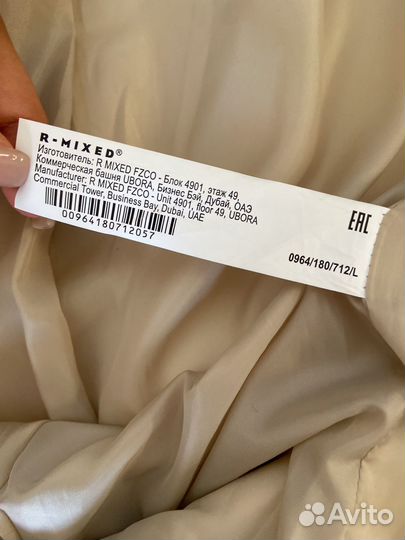 R-MIXED®
Изготовитель: R MIXED FZCO - Блок 4901, этаж 49,
Коммерческая башня UBORA, Бизнес Бэй, Дубай, ОАЭ
Manufacturer: R MIXED FZCO - Unit 4901, floor 49, UBORA
Commercial Tower, Business Bay, Dubai, UAE
00964180712057
EAC
0964/180/712/L
Avito